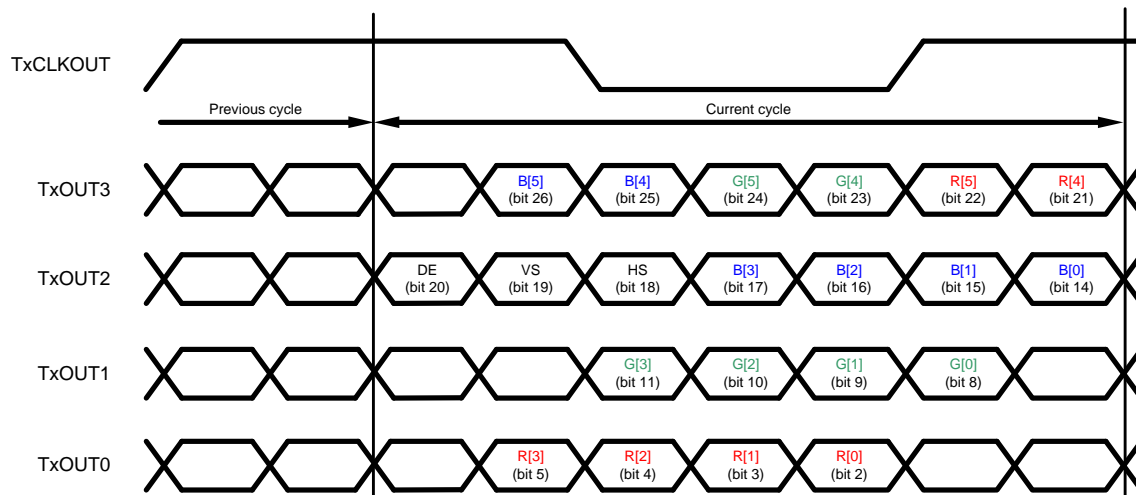 TxCLKOUT
Previous cycle Current cycle
TxOUT3 B[5] B[4] G[5] G[4] R[5] R[4]
(bit 26) (bit 25) (bit 24) (bit 23) (bit 22) (bit 21)
TxOUT2 DE VS HS B[3] B[2] B[1] B[0]
(bit 20) (bit 19) (bit 18) (bit 17) (bit 16) (bit 15) (bit 14)
TxOUT1 G[3] G[2] G[1] G[0]
(bit 11) (bit 10) (bit 9) (bit 8)
TxOUT0 R[3] R[2] R[1] R[0]
(bit 5) (bit 4) (bit 3) (bit 2)